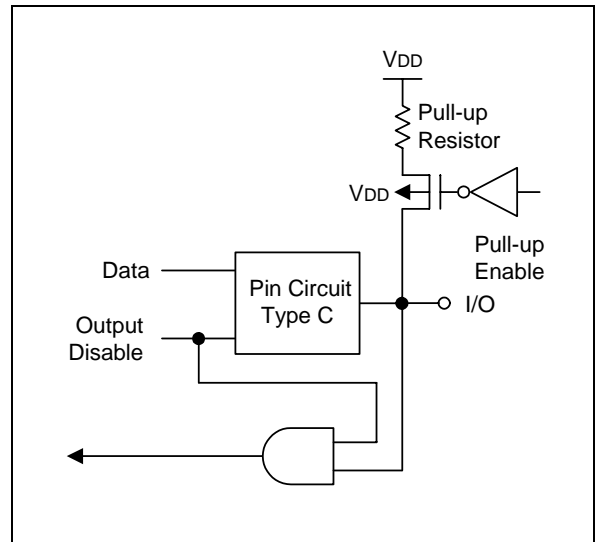 VDD
Pull-up
Resistor
VDD
Pull-up
Enable
Data
Pin Circuit
Type C
I/O
Output
Disable